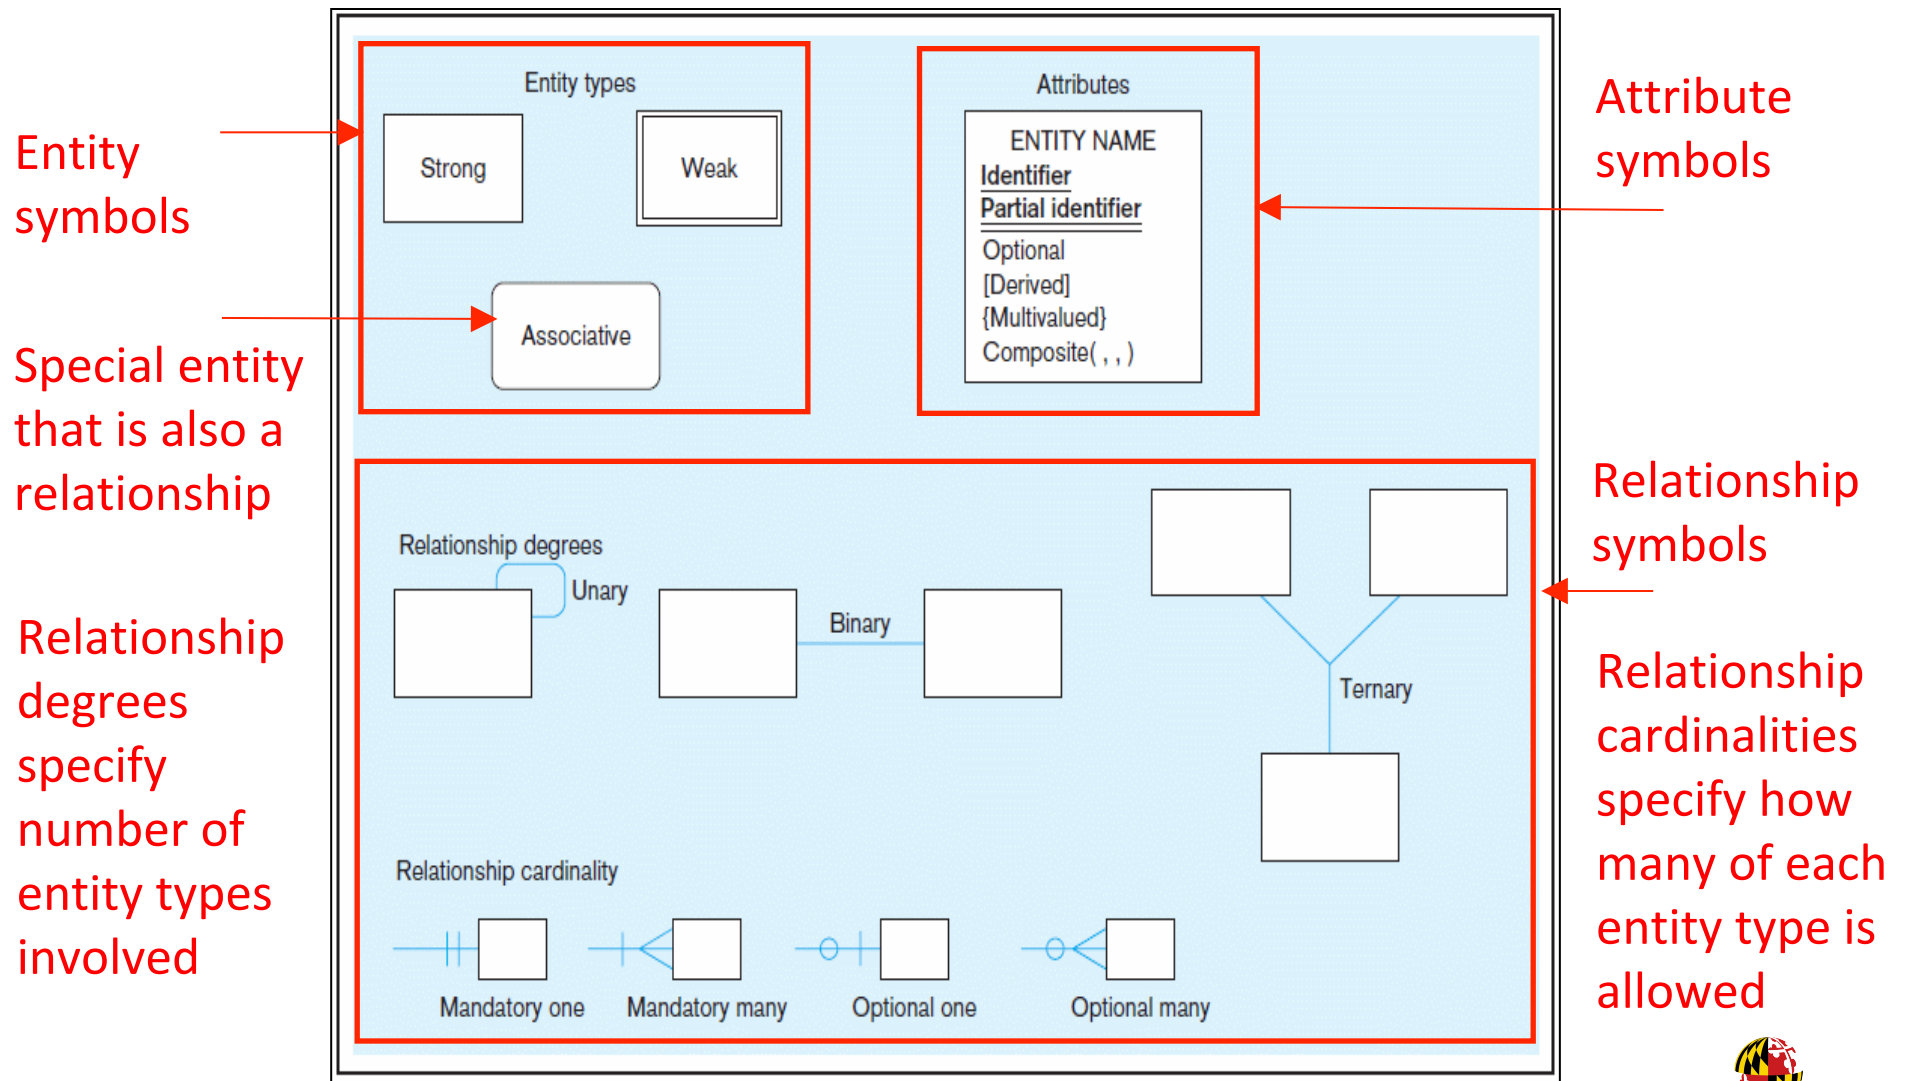 Entity
symbols
Special entity
that is also a
relationship
Relationship
degrees
specify
number of
entity types
involved
Entity types
Strong
Weak
Associative
Attributes
ENTITY NAME
Identifier
Partial identifier
Optional
[Derived]
{Multivalued}
Composite( , , )
Relationship degrees
Unary
Binary
Ternary
Relationship cardinality
Mandatory one
Mandatory many
Optional one
Optional many
Attribute
symbols
Relationship
symbols
Relationship
cardinalities
specify how
many of each
entity type is
allowed